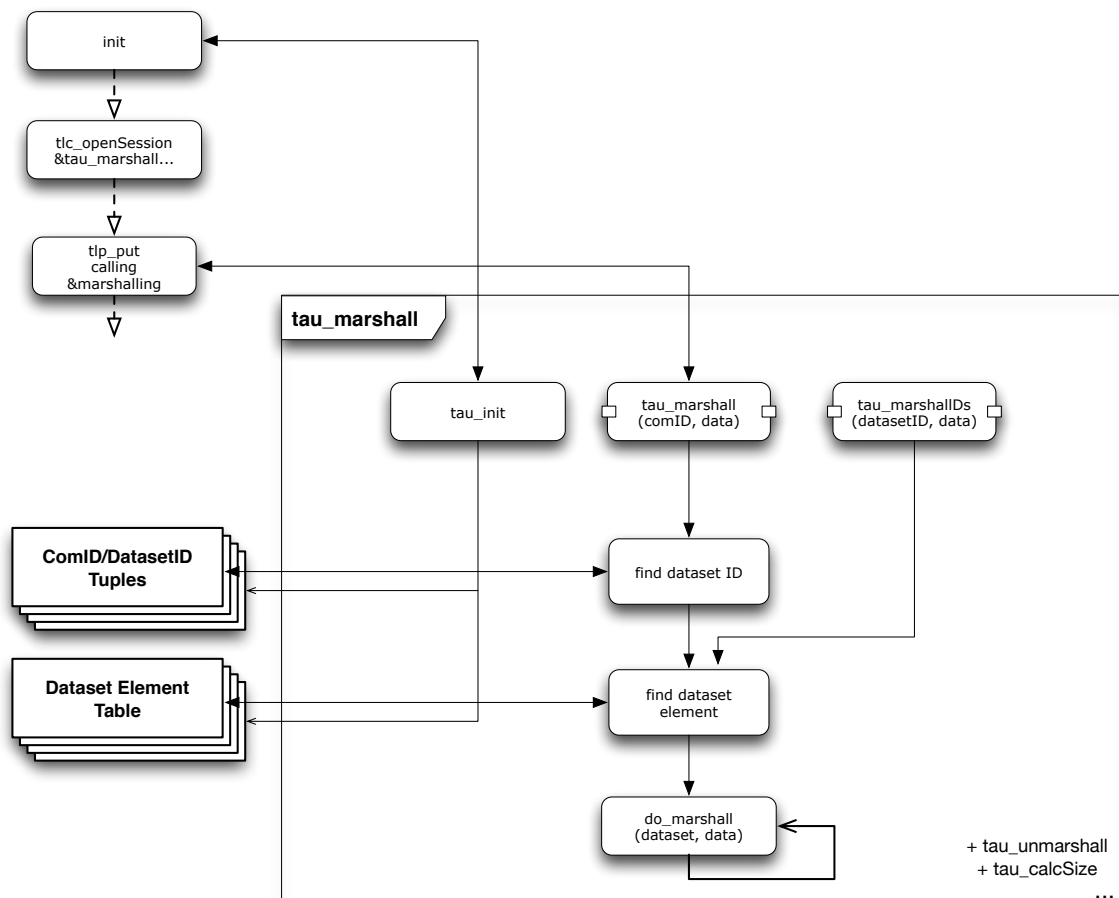 init
tlc_openSession
&tau_marshall...
tlp_put
calling
&marshalling
tau_marshall
tau_init
tau_marshall
(comID, data)
tau_marshallDs
(datasetID, data)
ComID/DatasetID
Tuples
find dataset ID
Dataset Element
Table
find dataset
element
do_marshall
(dataset, data)
+ tau_unmarshall
+ tau_calcSize
...